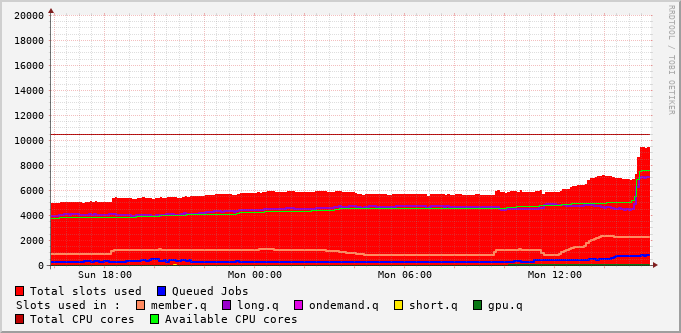 RRDTOOL / TOBI OETIKER
20000
18000
16000
14000
12000
10000
8000
6000
4000
2000
0
Sun 18:00 Mon 00:00 Mon 06:00 Mon 12:00
Total slots used Queued Jobs
Slots used in : member.q long.q ondemand.q short.q gpu.q
Total CPU cores Available CPU cores